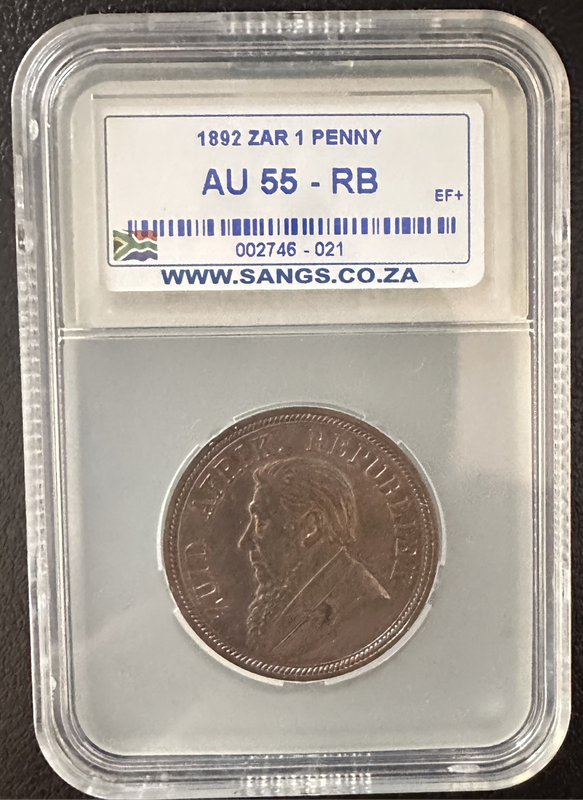 1892 ZAR 1 PENNY
AU 55 - RB
EF+
002746 - 021
WWW.SANGS.CO.ZA
ZUID AFRIK. REPUBLIEK